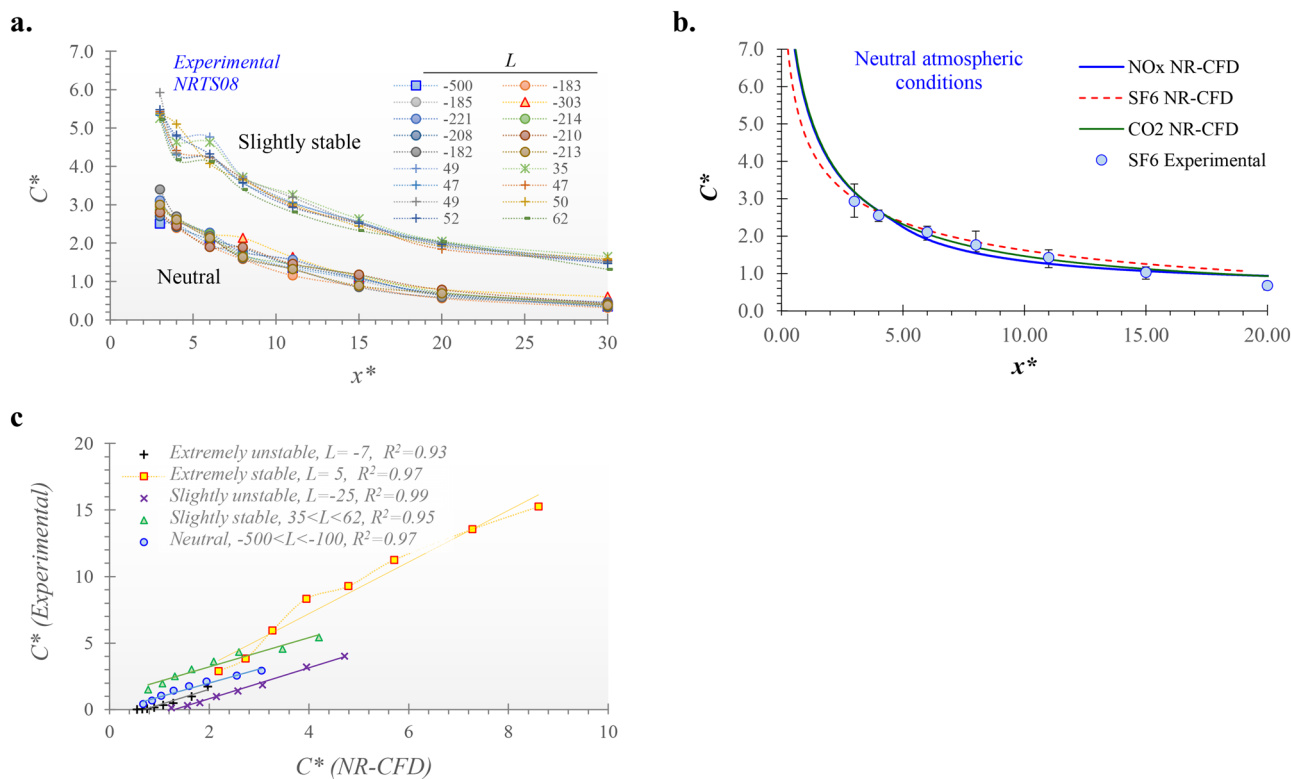 a.
7.0
6.0
5.0
4.0
3.0
2.0
1.0
0.0
C*
Experimental
NRTS08
L
-500 -183
-185 -303
-221 -214
-208 -210
-182 -213
49 35
47 47
49 50
52 62
Slightly stable
Neutral
0 5 10 15 20 25 30
x*
b.
7.0
6.0
5.0
4.0
3.0
2.0
1.0
0.0
C*
Neutral atmospheric
conditions
NOx NR-CFD
SF6 NR-CFD
CO2 NR-CFD
SF6 Experimental
0.00 5.00 10.00 15.00 20.00
x*
c
20
15
10
5
0
C* (Experimental)
Extremely unstable, L= -7, R²=0.93
Extremely stable, L= 5, R²=0.97
Slightly unstable, L=-25, R²=0.99
Slightly stable, 35<L<62, R²=0.95
Neutral, -500<L<-100, R²=0.97
0 2 4 6 8 10
C* (NR-CFD)